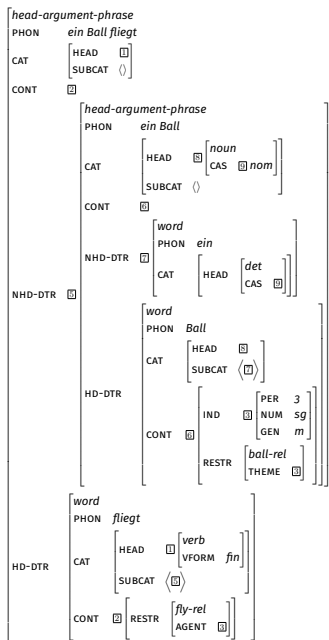 head-argument-phrase
PHON ein Ball fliegt
CAT HEAD 1
SUBCAT ⟨⟩
CONT 2
head-argument-phrase
PHON ein Ball
CAT HEAD 8 noun
CAS 9 nom
SUBCAT ⟨⟩
CONT 6
word
PHON ein
NHD-DTR 7
CAT HEAD det
CAS 9
NHD-DTR 5
word
PHON Ball
CAT HEAD 8
SUBCAT ⟨7⟩
HD-DTR
PER 3
CONT 6 IND 3 NUM sg
GEN m
RESTR ball-rel
THEME 3
word
PHON fliegt
CAT HEAD 1 verb
VFORM fin
HD-DTR
SUBCAT ⟨5⟩
CONT 2 RESTR fly-rel
AGENT 3